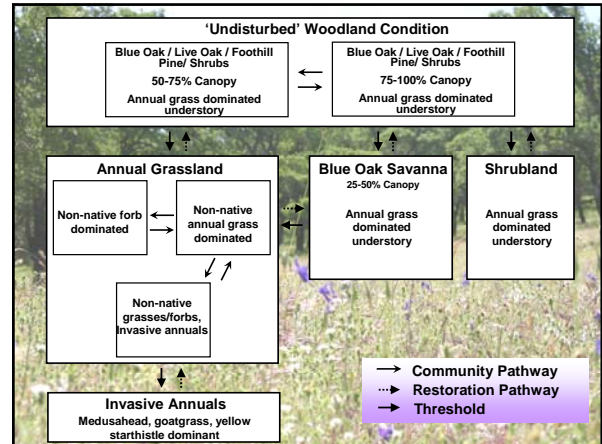 ‘Undisturbed’ Woodland Condition
Blue Oak / Live Oak / Foothill
Pine/ Shrubs
50-75% Canopy
Annual grass dominated
understory
Blue Oak / Live Oak / Foothill
Pine/ Shrubs
75-100% Canopy
Annual grass dominated
understory
Annual Grassland
Non-native forb
dominated
Non-native
annual grass
dominated
Non-native
grasses/forbs,
Invasive annuals
Blue Oak Savanna
25-50% Canopy
Annual grass
dominated
understory
Shrubland
Annual grass
dominated
understory
Invasive Annuals
Medusahead, goatgrass, yellow
starthistle dominant
Community Pathway
Restoration Pathway
Threshold